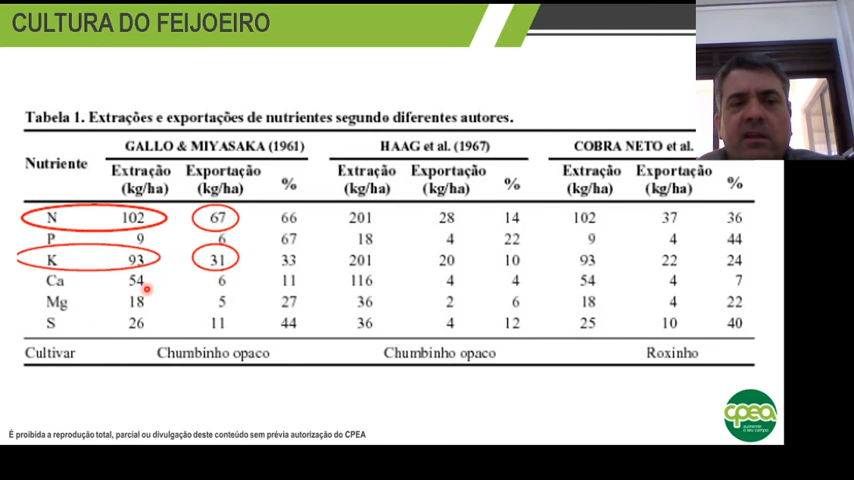 CULTURA DO FEIJOEIRO
Tabela 1. Extrações e exportações de nutrientes segundo diferentes autores.
Nutriente GALLO & MIYASAKA (1961) HAAG et al. (1967) COBRA NETO et al.
Extração (kg/ha) Exportação (kg/ha) % Extração (kg/ha) Exportação (kg/ha) % Extração (kg/ha) Exportação (kg/ha) %
N 102 67 66 201 28 14 102 37 36
P 9 6 67 18 4 22 9 4 44
K 93 31 33 201 20 10 93 22 24
Ca 54 6 11 116 4 4 54 4 7
Mg 18 5 27 36 2 6 18 4 22
S 26 11 44 36 4 12 25 10 40
Cultivar Chumbinho opaco Chumbinho opaco Roxinho
cpea
aumente o seu campo
É proibida a reprodução total, parcial ou divulgação deste conteúdo sem prévia autorização do CPEA